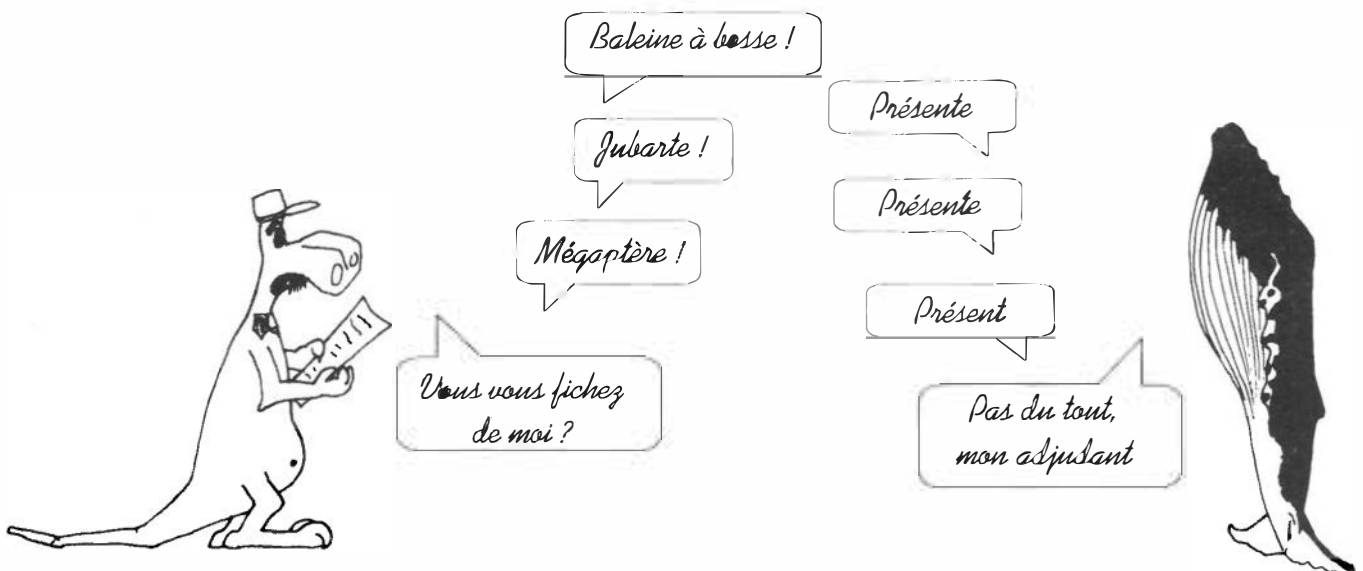 Baleine à bosse !
Présente
Jubarte !
Présente
Mégaptère !
Présent
Vous vous fichez
de moi ?
Pas du tout,
mon adjudant